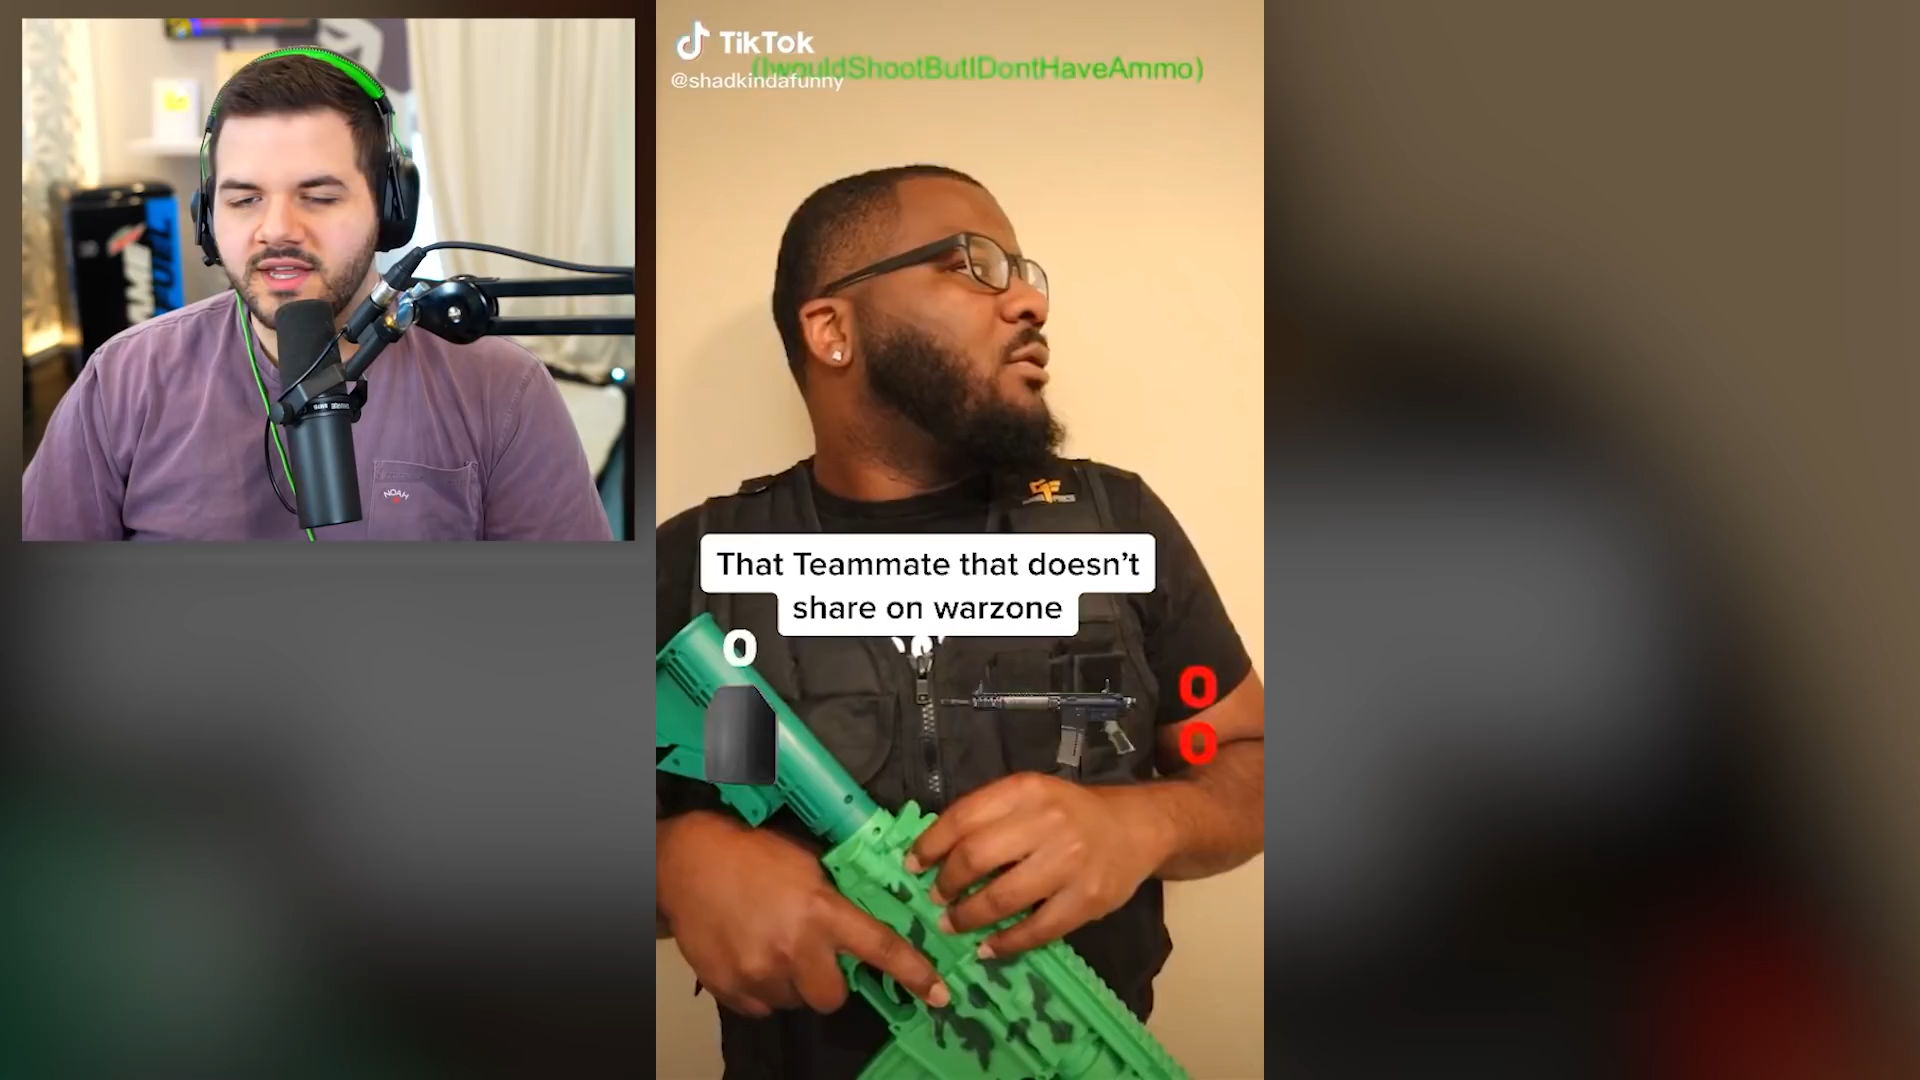 TikTok
@shadkindafunny
(IwouldShootButIDontHaveAmmo)
That Teammate that doesn’t
share on warzone
0
0
0
NOAH